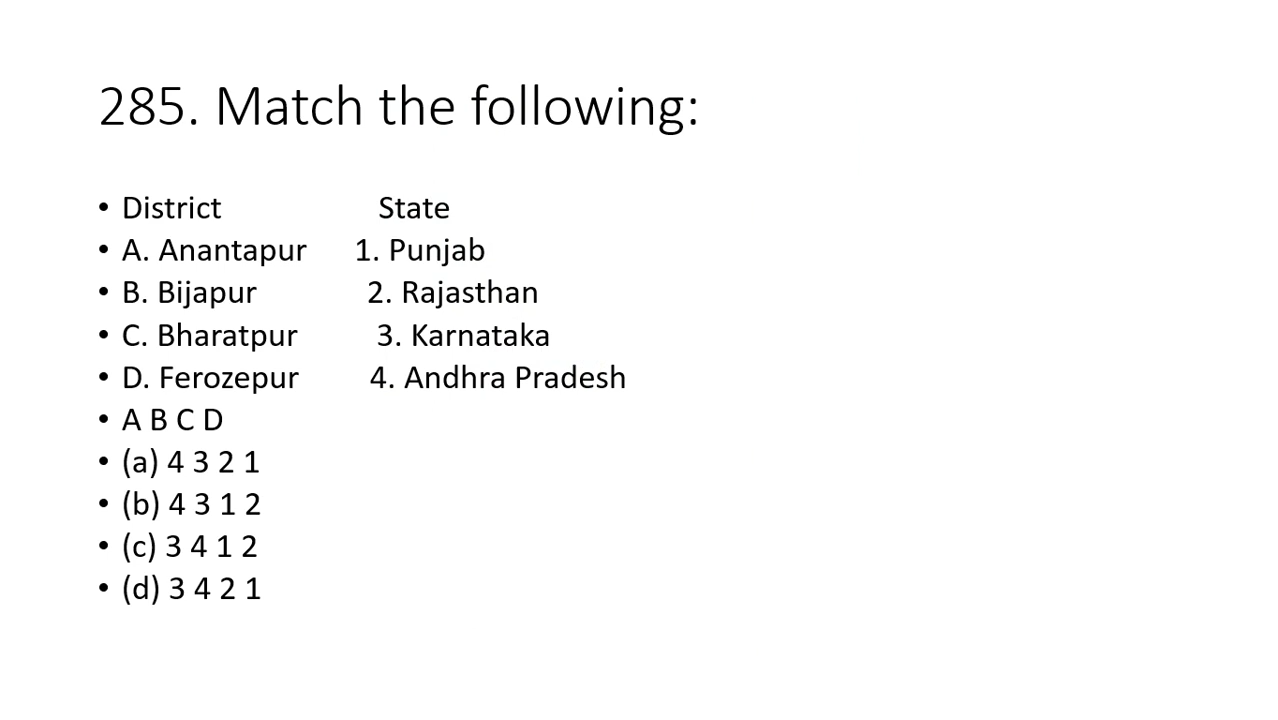 285. Match the following:
• District State
• A. Anantapur 1. Punjab
• B. Bijapur 2. Rajasthan
• C. Bharatpur 3. Karnataka
• D. Ferozepur 4. Andhra Pradesh
• A B C D
• (a) 4 3 2 1
• (b) 4 3 1 2
• (c) 3 4 1 2
• (d) 3 4 2 1